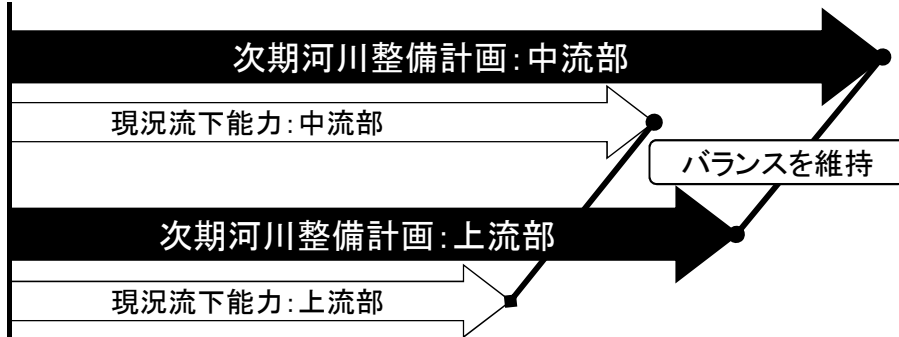 次期河川整備計画:中流部
現況流下能力:中流部
バランスを維持
次期河川整備計画:上流部
現況流下能力:上流部